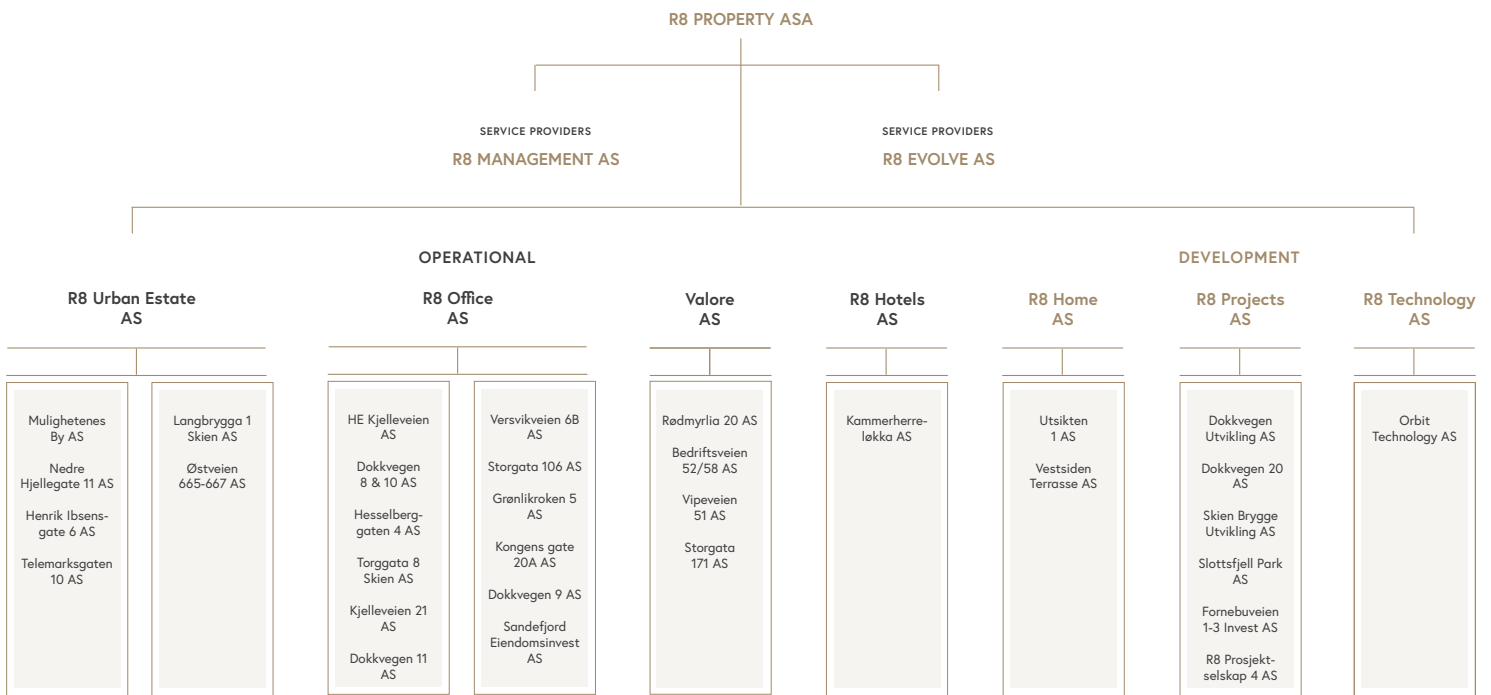 R8 PROPERTY ASA
SERVICE PROVIDERS
R8 MANAGEMENT AS
SERVICE PROVIDERS
R8 EVOLVE AS
OPERATIONAL
DEVELOPMENT
R8 Urban Estate
AS
Mulighetenes
By AS
Nedre
Hjellegate 11 AS
Henrik Ibsens-
gate 6 AS
Telemarksgaten
10 AS
Langbrygga 1
Skien AS
Østveien
665-667 AS
R8 Office
AS
HE Kjelleveien
AS
Dokkvegen
8 & 10 AS
Hesselberg-
gaten 4 AS
Torggata 8
Skien AS
Kjelleveien 21
AS
Dokkvegen 11
AS
Versvikveien 6B
AS
Storgata 106 AS
Grønlikroken 5
AS
Kongens gate
20A AS
Dokkvegen 9 AS
Sandefjord
Eiendomsinvest
AS
Valore
AS
Rødmyrlia 20 AS
Bedriftsveien
52/58 AS
Vipeveien
51 AS
Storgata
171 AS
R8 Hotels
AS
Kammerherre-
løkka AS
R8 Home
AS
Utsikten
1 AS
Vestsiden
Terrasse AS
R8 Projects
AS
Dokkvegen
Utvikling AS
Dokkvegen 20
AS
Skien Brygge
Utvikling AS
Slottsfjell Park
AS
Fornebuveien
1-3 Invest AS
R8 Prosjekt-
selskap 4 AS
R8 Technology
AS
Orbit
Technology AS